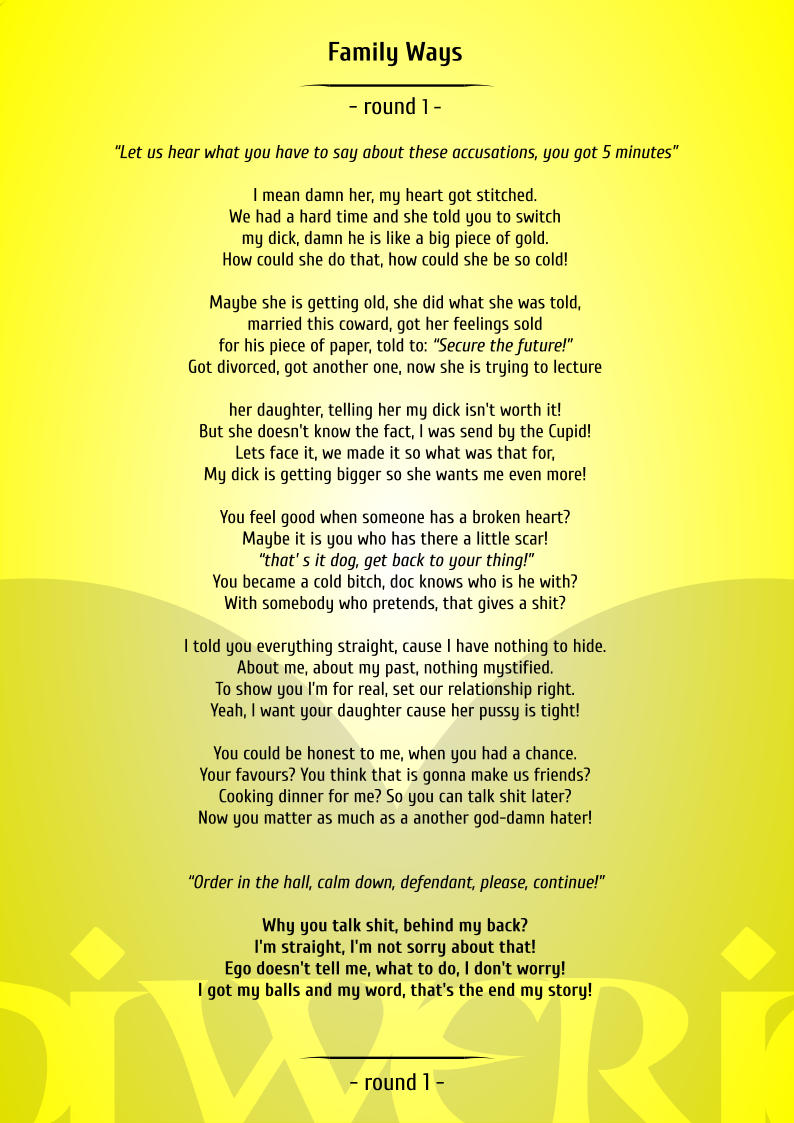 Family Ways
- round 1 -
“Let us hear what you have to say about these accusations, you got 5 minutes”
I mean damn her, my heart got stitched.
We had a hard time and she told you to switch
my dick, damn he is like a big piece of gold.
How could she do that, how could she be so cold!
Maybe she is getting old, she did what she was told,
married this coward, got her feelings sold
for his piece of paper, told to: “Secure the future!”
Got divorced, got another one, now she is trying to lecture
her daughter, telling her my dick isn't worth it!
But she doesn't know the fact, I was send by the Cupid!
Lets face it, we made it so what was that for,
My dick is getting bigger so she wants me even more!
You feel good when someone has a broken heart?
Maybe it is you who has there a little scar!
“that' s it dog, get back to your thing!”
You became a cold bitch, doc knows who is he with?
With somebody who pretends, that gives a shit?
I told you everything straight, cause I have nothing to hide.
About me, about my past, nothing mystified.
To show you I'm for real, set our relationship right.
Yeah, I want your daughter cause her pussy is tight!
You could be honest to me, when you had a chance.
Your favours? You think that is gonna make us friends?
Cooking dinner for me? So you can talk shit later?
Now you matter as much as a another god-damn hater!
“Order in the hall, calm down, defendant, please, continue!”
Why you talk shit, behind my back?
I'm straight, I'm not sorry about that!
Ego doesn't tell me, what to do, I don't worry!
I got my balls and my word, that's the end my story!
- round 1 -